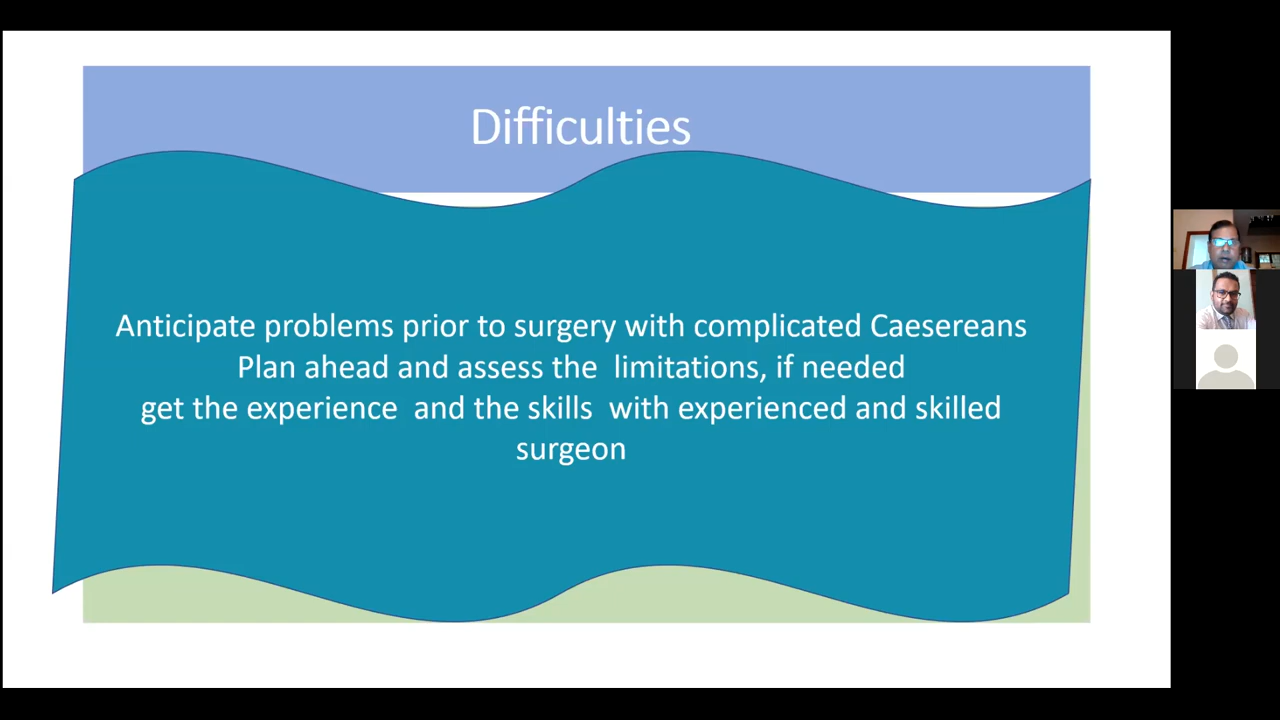 Difficulties
Anticipate problems prior to surgery with complicated Caesereans
Plan ahead and assess the limitations, if needed
get the experience and the skills with experienced and skilled
surgeon